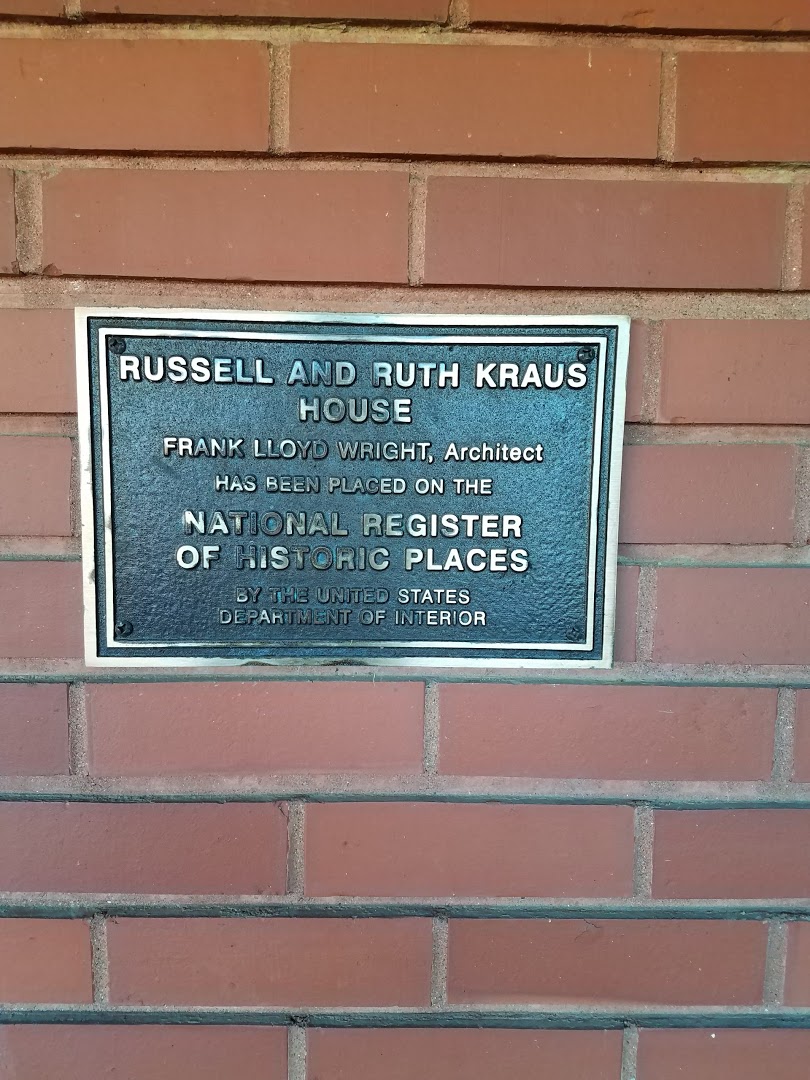 RUSSELL AND RUTH KRAUS
HOUSE
FRANK LLOYD WRIGHT, Architect
HAS BEEN PLACED ON THE
NATIONAL REGISTER
OF HISTORIC PLACES
BY THE UNITED STATES
DEPARTMENT OF INTERIOR